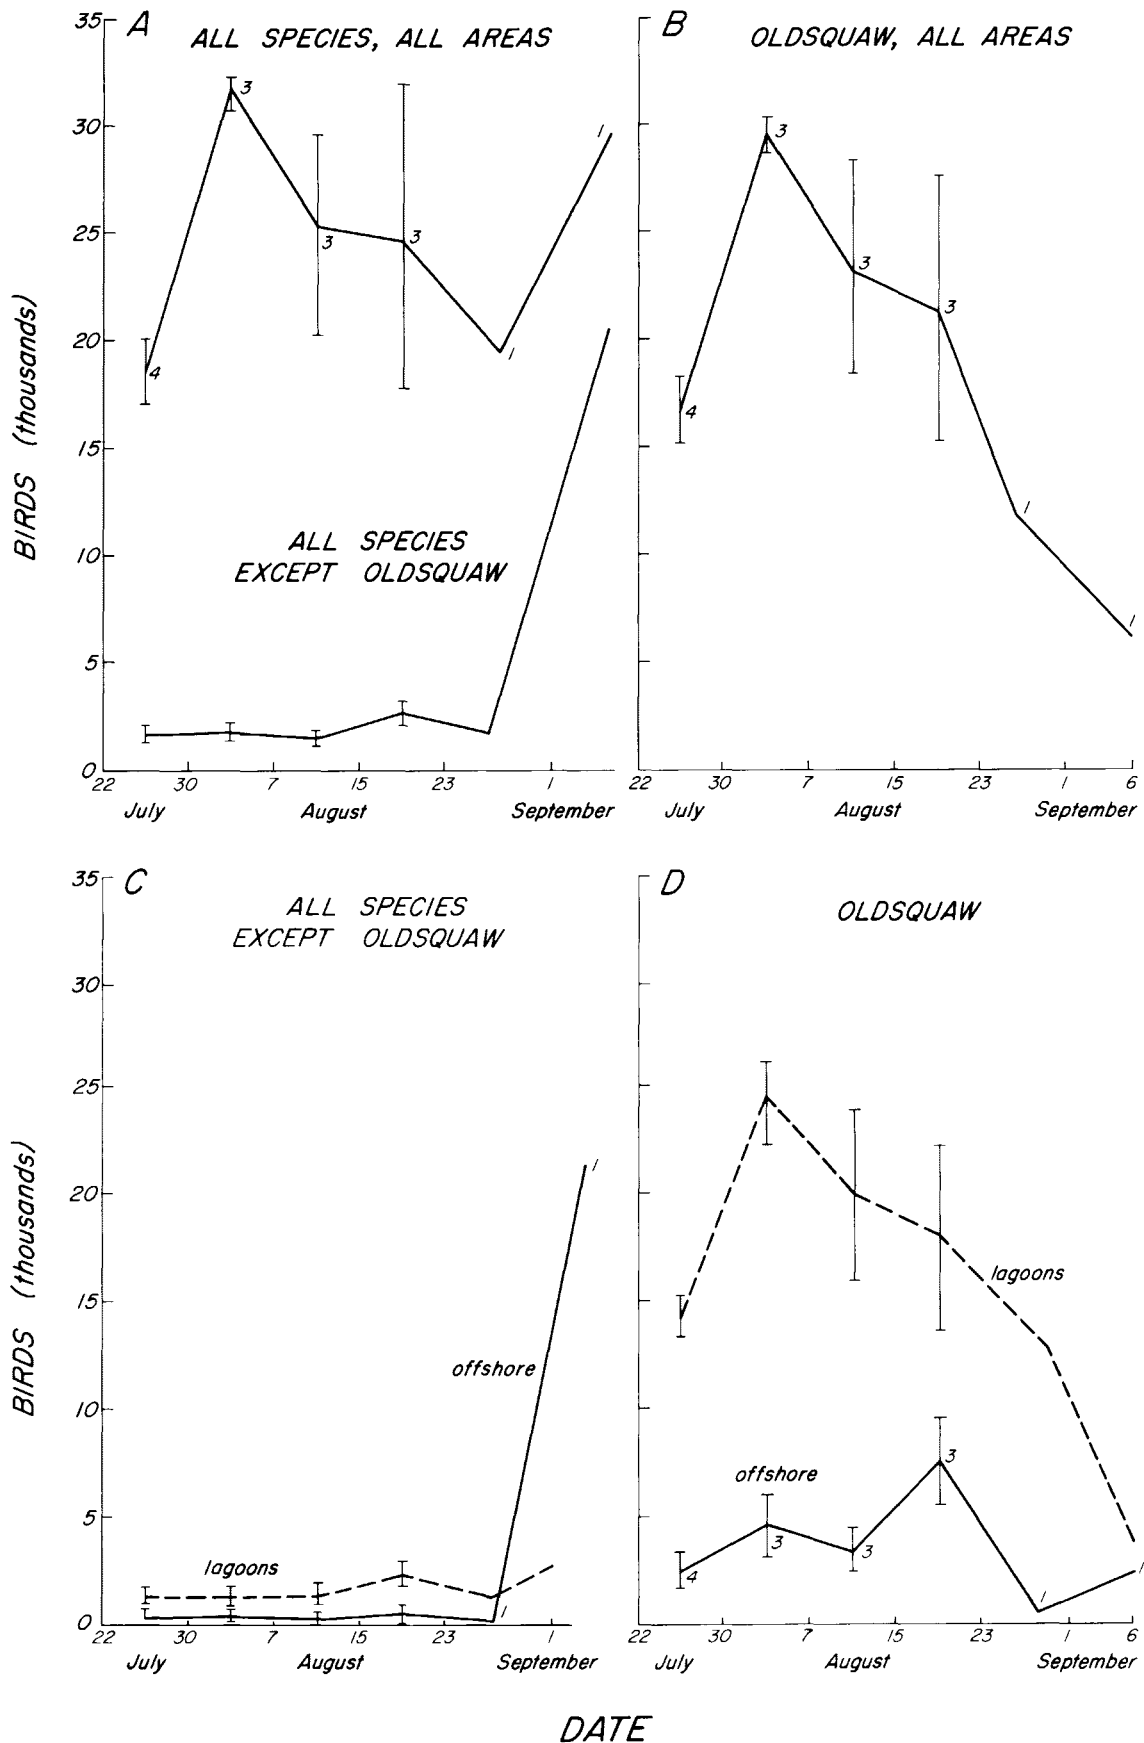 A
ALL SPECIES, ALL AREAS
35
30
25
20
15
10
5
0
BIRDS (thousands)
3
3
3
4
1
1
ALL SPECIES
EXCEPT OLDSQUAW
22 30 7 15 23 1
July August September
B
OLDSQUAW, ALL AREAS
3
3
3
4
1
1
22 30 7 15 23 1 6
July August September
C
ALL SPECIES
EXCEPT OLDSQUAW
35
30
25
20
15
10
5
0
BIRDS (thousands)
1
offshore
lagoons
1
22 30 7 15 23 1
July August September
D
OLDSQUAW
lagoons
offshore
3
4
3
3
1
1
22 30 7 15 23 1 6
July August September
DATE